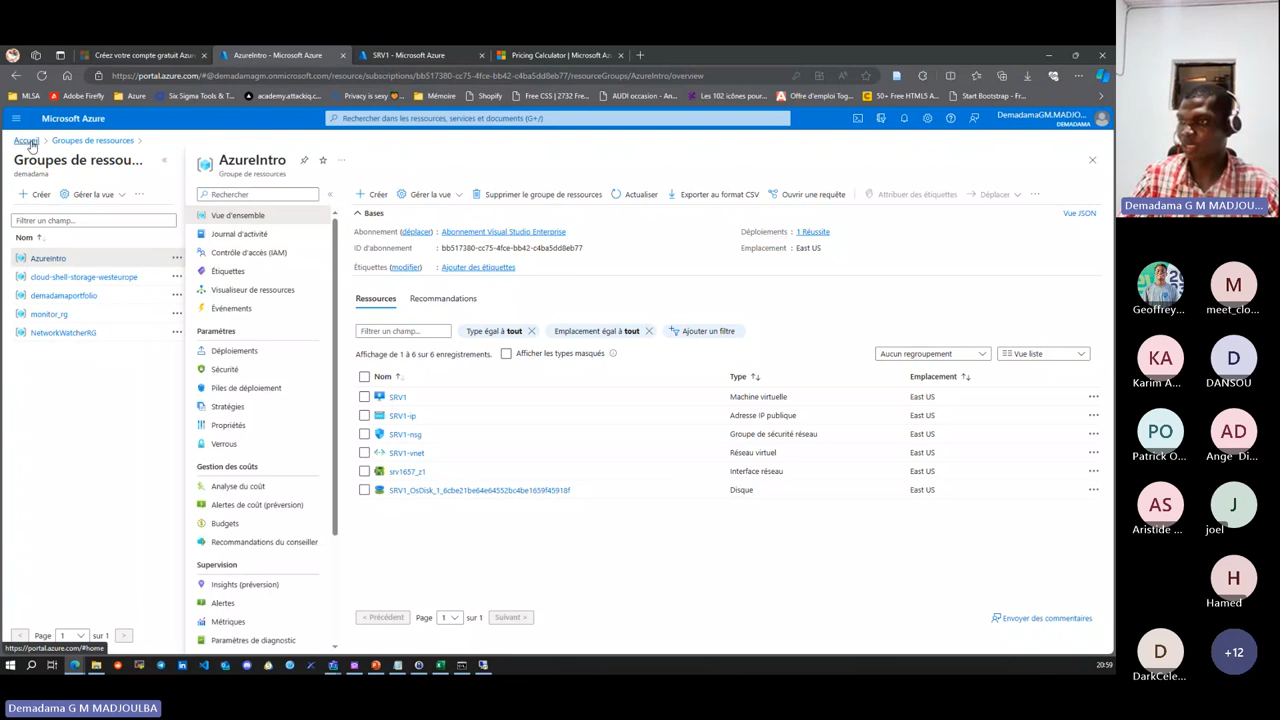 Créez votre compte gratuit Azur
AzureIntro - Microsoft Azure
SRV1 - Microsoft Azure
Pricing Calculator | Microsoft Az
https://portal.azure.com/#@demadamagm.onmicrosoft.com/resource/subscriptions/bb517380-cc75-4fce-bb42-c4ba5dd8eb77/resourceGroups/AzureIntro/overview
MLSA
Adobe Firefly
Azure
Six Sigma Tools & T...
academy.attackiq.c...
Privacy is sexy
Mémoire
Shopify
Free CSS | 2732 Fre...
AUDI occasion - An...
Les 102 icônes pour...
Offre d'emploi Tog...
50+ Free HTML5 A...
Start Bootstrap - Fr...
Microsoft Azure
Rechercher dans les ressources, services et documents (G+/)
DemadamaGM.MADJOU...
DEMADAMA
Accueil > Groupes de ressources >
Groupes de ressou...
demadama
Créer
Gérer la vue
Filtrer un champ...
Nom
AzureIntro
cloud-shell-storage-westeurope
demadamaportfolio
monitor_rg
NetworkWatcherRG
Page 1 sur 1
https://portal.azure.com/#home
AzureIntro
Groupe de ressources
Rechercher
Vue d'ensemble
Journal d'activité
Contrôle d'accès (IAM)
Étiquettes
Visualiseur de ressources
Événements
Paramètres
Déploiements
Sécurité
Piles de déploiement
Stratégies
Propriétés
Verrous
Gestion des coûts
Analyse du coût
Alertes de coût (préversion)
Budgets
Recommandations du conseiller
Supervision
Insights (préversion)
Alertes
Métriques
Paramètres de diagnostic
Créer
Gérer la vue
Supprimer le groupe de ressources
Actualiser
Exporter au format CSV
Ouvrir une requête
Attribuer des étiquettes
Déplacer
Bases
Vue JSON
Abonnement (déplacer) : Abonnement Visual Studio Enterprise
Déploiements : 1 Réussite
ID d'abonnement : bb517380-cc75-4fce-bb42-c4ba5dd8eb77
Emplacement : East US
Étiquettes (modifier) : Ajouter des étiquettes
Ressources
Recommandations
Filtrer un champ...
Type égal à tout
Emplacement égal à tout
Ajouter un filtre
Affichage de 1 à 6 sur 6 enregistrements.
Afficher les types masqués
Aucun regroupement
Vue liste
Nom Type Emplacement
SRV1 Machine virtuelle East US
SRV1-ip Adresse IP publique East US
SRV1-nsg Groupe de sécurité réseau East US
SRV1-vnet Réseau virtuel East US
srv1657_z1 Interface réseau East US
SRV1_OsDisk_1_6cbe21be64e64552bc4be1659f45918f Disque East US
< Précédent Page 1 sur 1 Suivant >
Envoyer des commentaires
20:59
Demadama G M MADJOULBA
Demadama G M MADJOU...
Geoffrey...
M
meet_clo...
KA
Karim A...
D
DANSOU
PO
Patrick O...
AD
Ange Di...
AS
Aristide ...
J
joel
H
Hamed
D
DarkCele...
+12